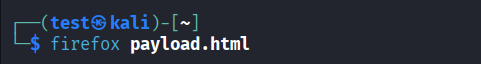 ┌──(test㉿kali)-[~]
└─$ firefox payload.html